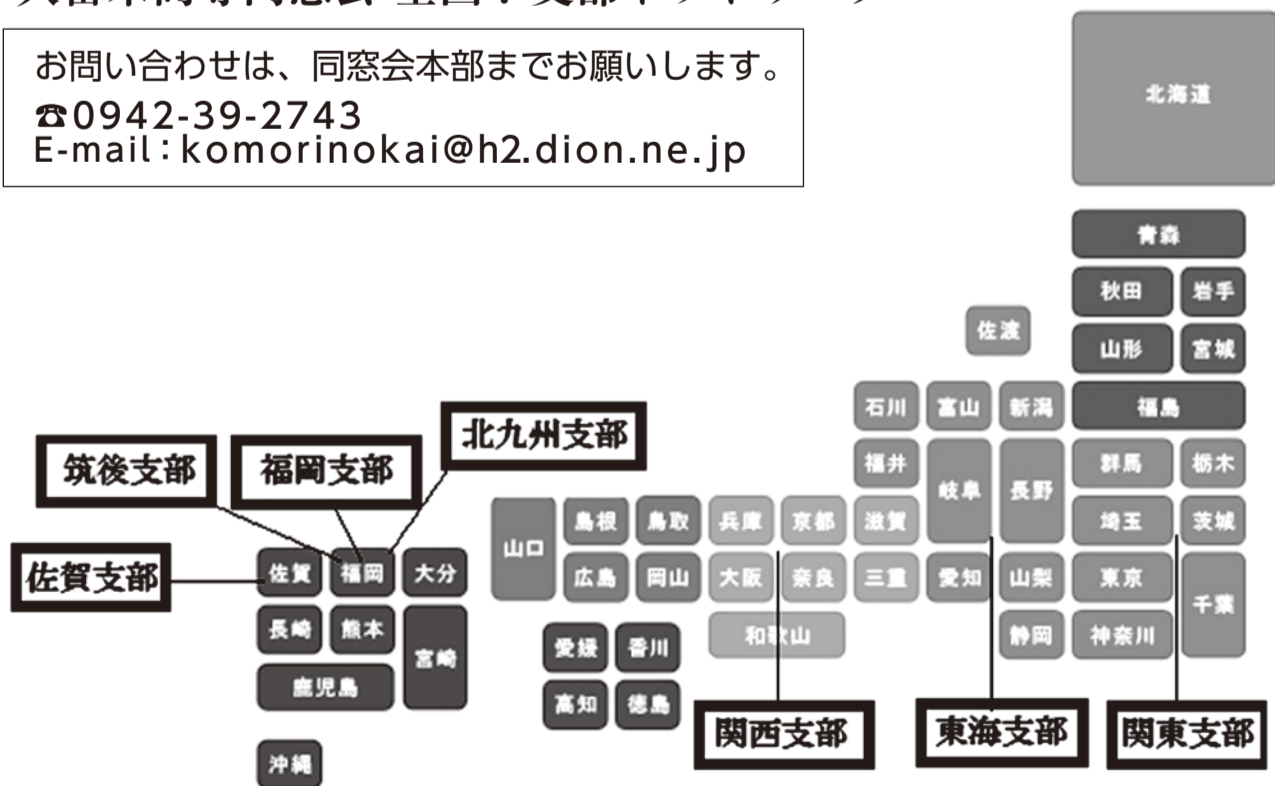 お問い合わせは、同窓会本部までお願いします。
☎0942-39-2743
E-mail：komorinokai@h2.dion.ne.jp
北海道
青森
秋田 岩手
佐渡
山形 宮城
石川 富山 新潟 福島
北九州支部
筑後支部 福岡支部
福井 岐阜 長野 群馬 栃木
山口 島根 鳥取 兵庫 京都 滋賀 埼玉 茨城
佐賀支部
佐賀 福岡 大分
広島 岡山 大阪 奈良 三重 愛知 山梨 東京 千葉
長崎 熊本 宮崎
愛媛 香川 和歌山 静岡 神奈川
鹿児島
高知 徳島
関西支部 東海支部 関東支部
沖縄